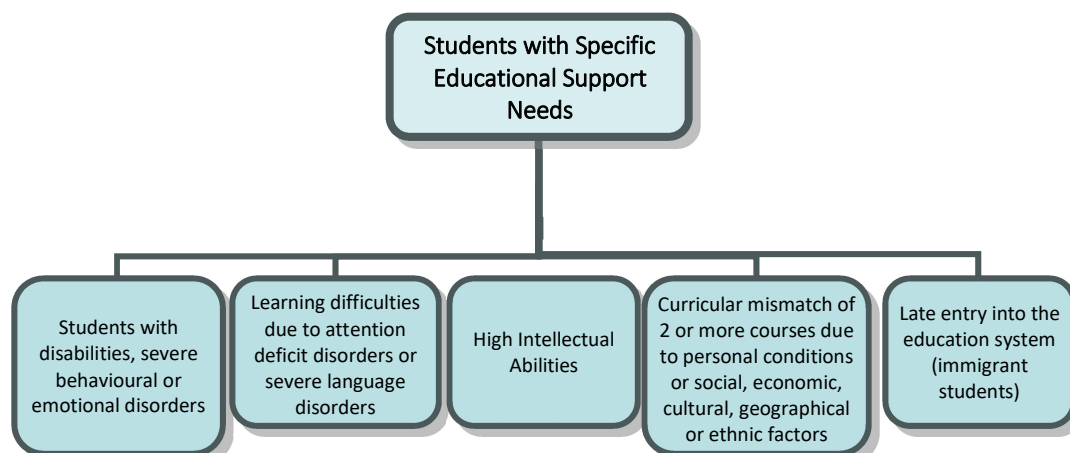 Students with Specific
Educational Support
Needs
Students with
disabilities, severe
behavioural or
emotional disorders
Learning difficulties
due to attention
deficit disorders or
severe language
disorders
High Intellectual
Abilities
Curricular mismatch of
2 or more courses due
to personal conditions
or social, economic,
cultural, geographical
or ethnic factors
Late entry into the
education system
(immigrant
students)